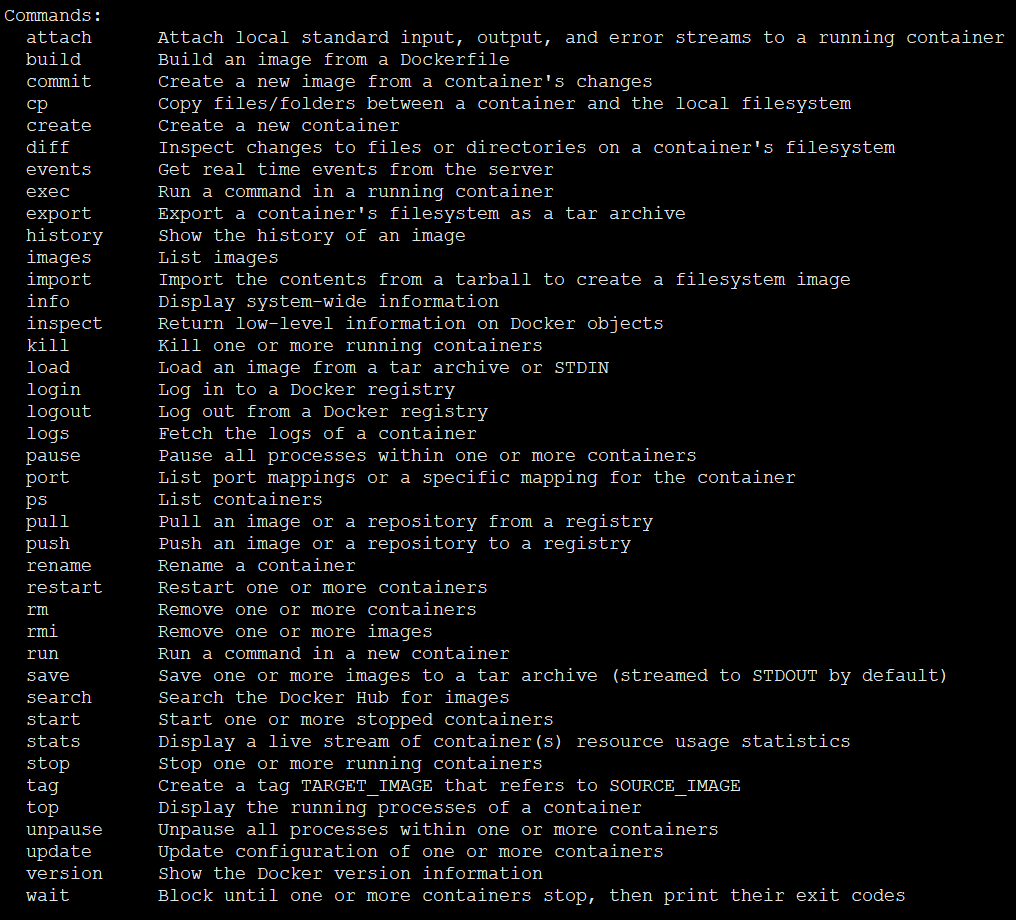 Commands:
  attach      Attach local standard input, output, and error streams to a running container
  build       Build an image from a Dockerfile
  commit      Create a new image from a container's changes
  cp          Copy files/folders between a container and the local filesystem
  create      Create a new container
  diff        Inspect changes to files or directories on a container's filesystem
  events      Get real time events from the server
  exec        Run a command in a running container
  export      Export a container's filesystem as a tar archive
  history     Show the history of an image
  images      List images
  import      Import the contents from a tarball to create a filesystem image
  info        Display system-wide information
  inspect     Return low-level information on Docker objects
  kill        Kill one or more running containers
  load        Load an image from a tar archive or STDIN
  login       Log in to a Docker registry
  logout      Log out from a Docker registry
  logs        Fetch the logs of a container
  pause       Pause all processes within one or more containers
  port        List port mappings or a specific mapping for the container
  ps          List containers
  pull        Pull an image or a repository from a registry
  push        Push an image or a repository to a registry
  rename      Rename a container
  restart     Restart one or more containers
  rm          Remove one or more containers
  rmi         Remove one or more images
  run         Run a command in a new container
  save        Save one or more images to a tar archive (streamed to STDOUT by default)
  search      Search the Docker Hub for images
  start       Start one or more stopped containers
  stats       Display a live stream of container(s) resource usage statistics
  stop        Stop one or more running containers
  tag         Create a tag TARGET_IMAGE that refers to SOURCE_IMAGE
  top         Display the running processes of a container
  unpause     Unpause all processes within one or more containers
  update      Update configuration of one or more containers
  version     Show the Docker version information
  wait        Block until one or more containers stop, then print their exit codes